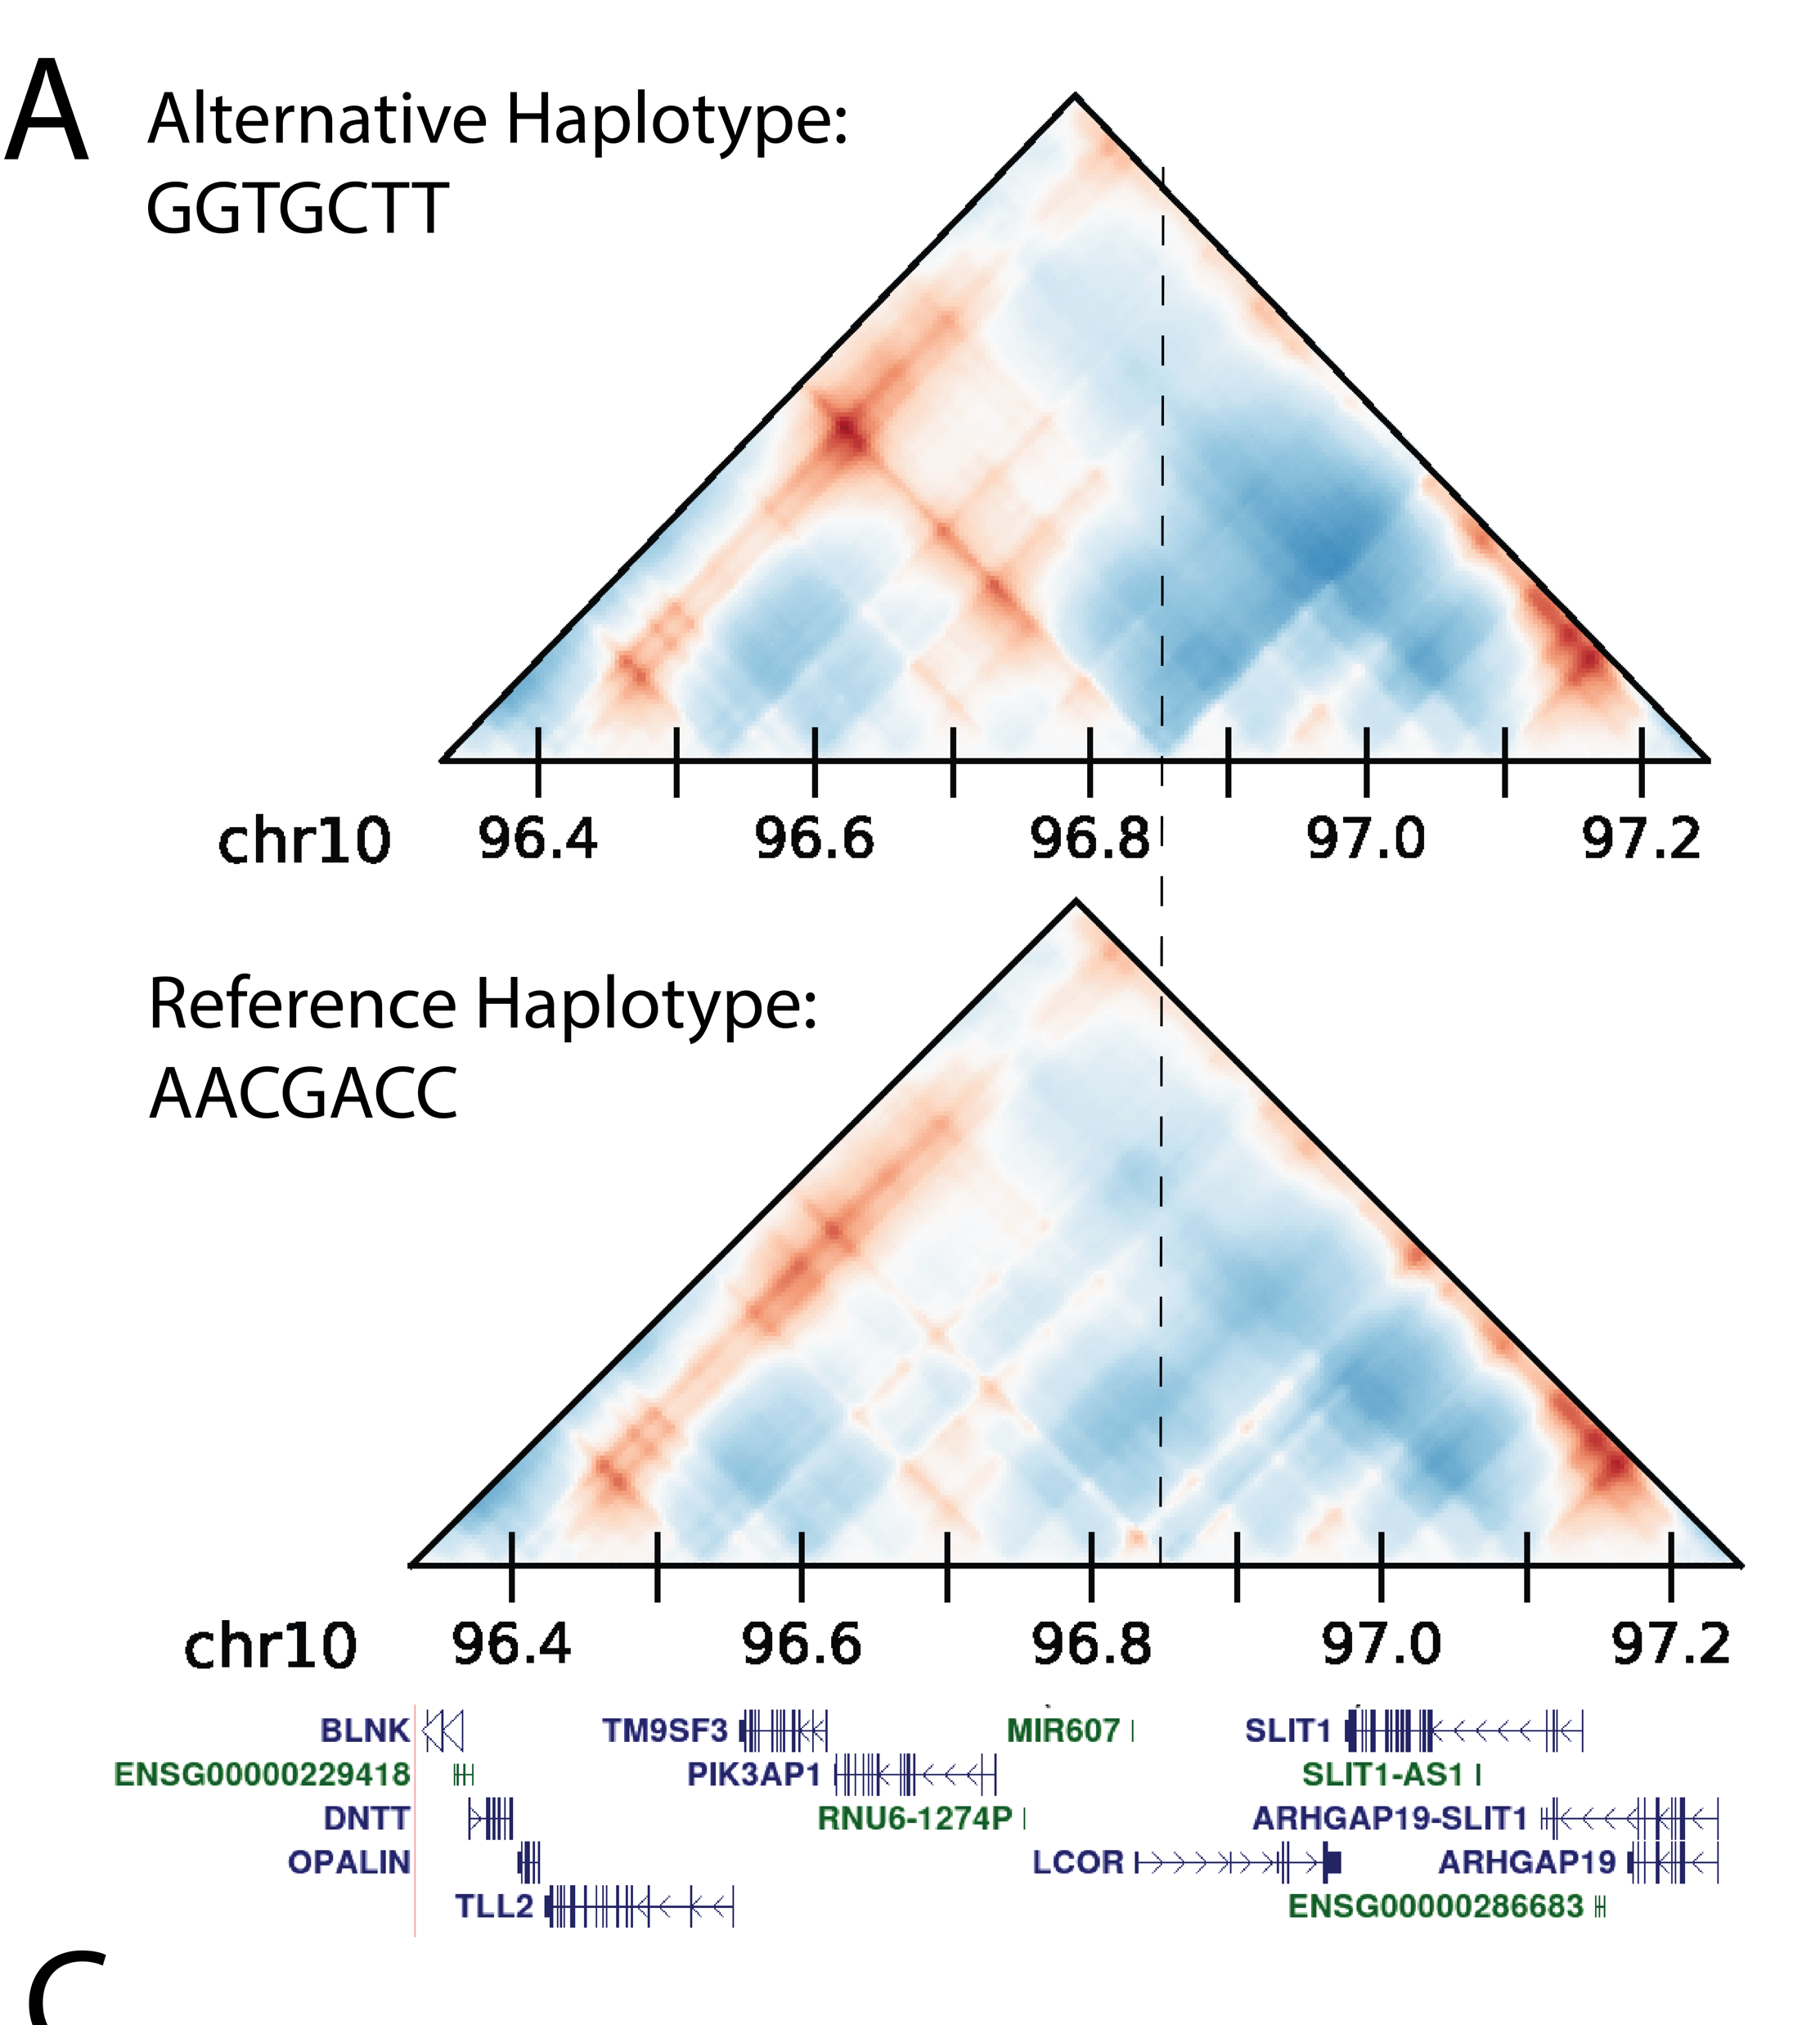 A
Alternative Haplotype:
GGTGCTT
chr10 96.4 96.6 96.8 97.0 97.2
Reference Haplotype:
AACGACC
chr10 96.4 96.6 96.8 97.0 97.2
BLNK TM9SF3 MIR607 SLIT1
ENSG00000229418 PIK3AP1 SLIT1-AS1
DNTT RNU6-1274P ARHGAP19-SLIT1
OPALIN LCOR ARHGAP19
TLL2 ENSG00000286683
C